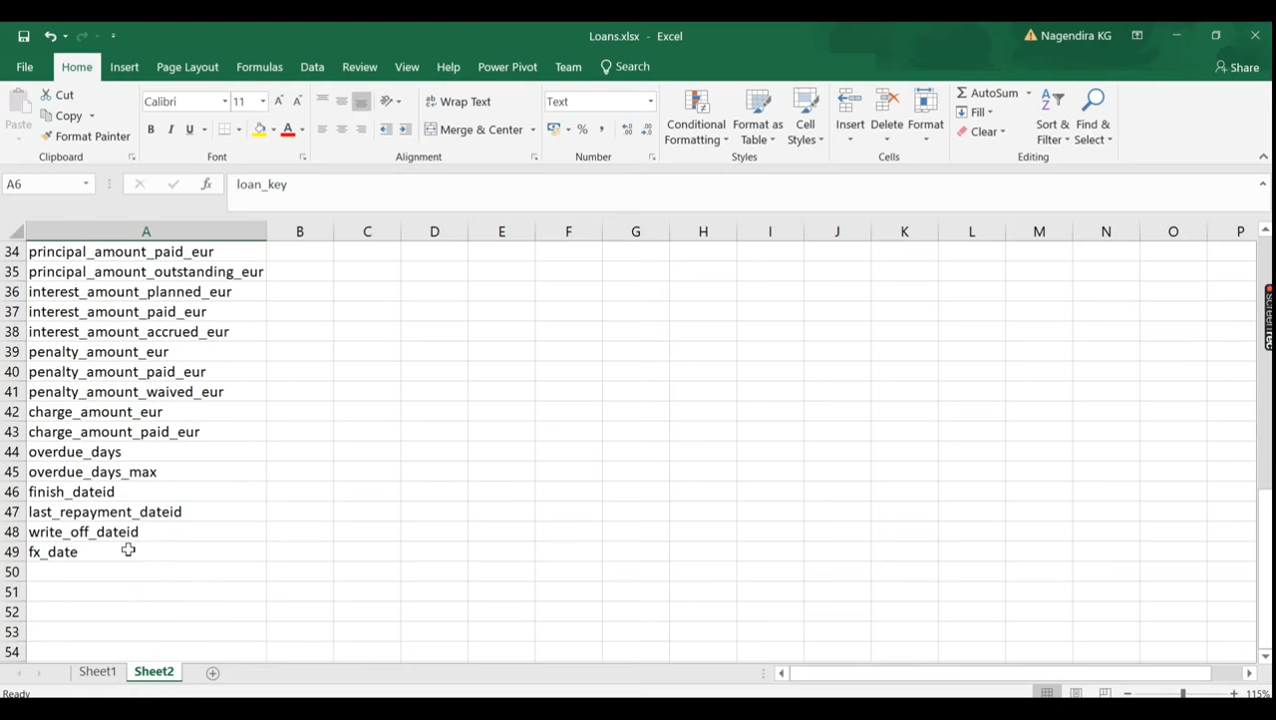 Loans.xlsx - Excel
Nagendira KG
File Home Insert Page Layout Formulas Data Review View Help Power Pivot Team Search
Share
Paste
Cut
Copy
Format Painter
Clipboard
Calibri 11
B I U
Font
Wrap Text
Merge & Center
Alignment
Text
%
Number
Conditional Formatting
Format as Table
Cell Styles
Styles
Insert
Delete
Format
Cells
AutoSum
Fill
Clear
Sort & Filter
Find & Select
Editing
A6
fx
loan_key
A B C D E F G H I J K L M N O P
34 principal_amount_paid_eur
35 principal_amount_outstanding_eur
36 interest_amount_planned_eur
37 interest_amount_paid_eur
38 interest_amount_accrued_eur
39 penalty_amount_eur
40 penalty_amount_paid_eur
41 penalty_amount_waived_eur
42 charge_amount_eur
43 charge_amount_paid_eur
44 overdue_days
45 overdue_days_max
46 finish_dateid
47 last_repayment_dateid
48 write_off_dateid
49 fx_date
50
51
52
53
54
screenrec
Sheet1 Sheet2
Ready
115%